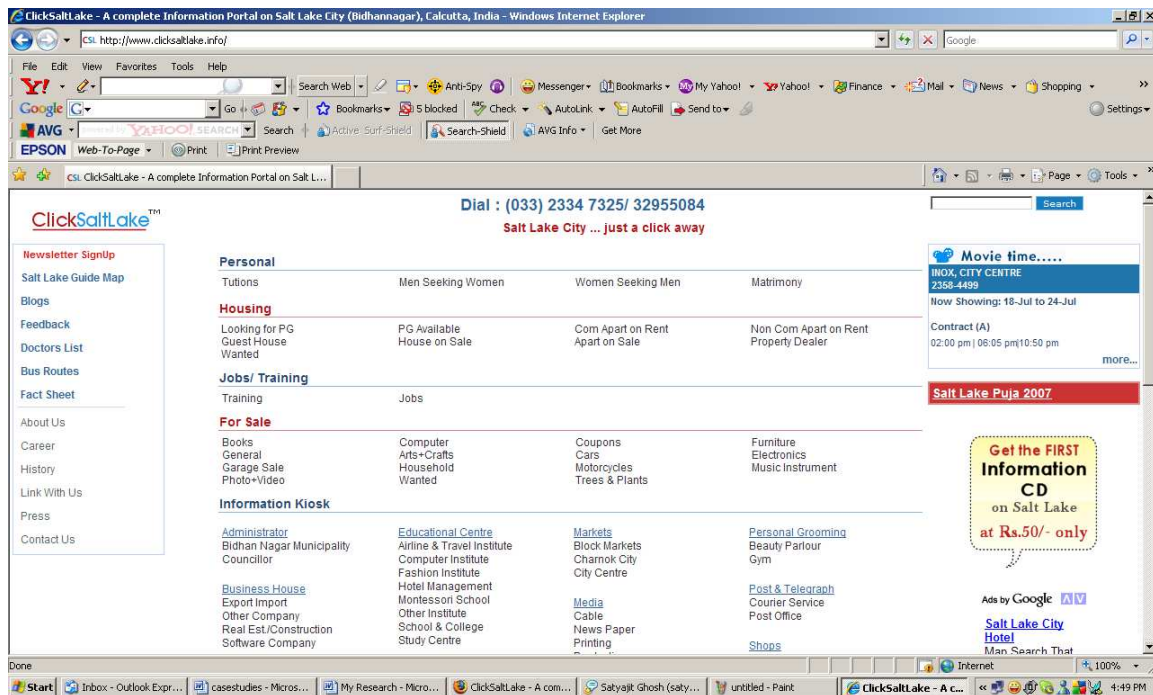 ClickSaltLake - A complete Information Portal on Salt Lake City (Bidhannagar), Calcutta, India - Windows Internet Explorer
CSL http://www.clicksaltlake.info/
Google
File Edit View Favorites Tools Help
Y! Search Web Anti-Spy Messenger Bookmarks My Yahoo! Yahoo! Finance Mail News Shopping
Google G Go Bookmarks 5 blocked Check AutoLink AutoFill Send to Settings
AVG powered by YAHOO! SEARCH Search Active Surf-Shield Search-Shield AVG Info Get More
EPSON Web-To-Page Print Print Preview
CSL ClickSaltLake - A complete Information Portal on Salt L... Page Tools
ClickSaltLake™
Dial : (033) 2334 7325/ 32955084
Salt Lake City ... just a click away
Search
Newsletter SignUp
Salt Lake Guide Map
Blogs
Feedback
Doctors List
Bus Routes
Fact Sheet
About Us
Career
History
Link With Us
Press
Contact Us
Personal
Tutions Men Seeking Women Women Seeking Men Matrimony
Housing
Looking for PG PG Available Com Apart on Rent Non Com Apart on Rent
Guest House House on Sale Apart on Sale Property Dealer
Wanted
Jobs/ Training
Training Jobs
For Sale
Books Computer Coupons Furniture
General Arts+Crafts Cars Electronics
Garage Sale Household Motorcycles Music Instrument
Photo+Video Wanted Trees & Plants
Information Kiosk
Administrator
Bidhan Nagar Municipality
Councillor
Business House
Export Import
Other Company
Real Est./Construction
Software Company
Educational Centre
Airline & Travel Institute
Computer Institute
Fashion Institute
Hotel Management
Montessori School
Other Institute
School & College
Study Centre
Markets
Block Markets
Charnok City
City Centre
Media
Cable
News Paper
Printing
Personal Grooming
Beauty Parlour
Gym
Post & Telegraph
Courier Service
Post Office
Shops
Movie time.....
INOX, CITY CENTRE
2358-4499
Now Showing: 18-Jul to 24-Jul
Contract (A)
02:00 pm | 06:05 pm|10:50 pm
more...
Salt Lake Puja 2007
Get the FIRST
Information
CD
on Salt Lake
at Rs.50/- only
Ads by Google
Salt Lake City
Hotel
Map Search That
Done Internet 100%
Start Inbox - Outlook Expr... casestudies - Micros... My Research - Micro... ClickSaltLake - A com... Satyajit Ghosh (saty... untitled - Paint ClickSaltLake - A c... 4:49 PM